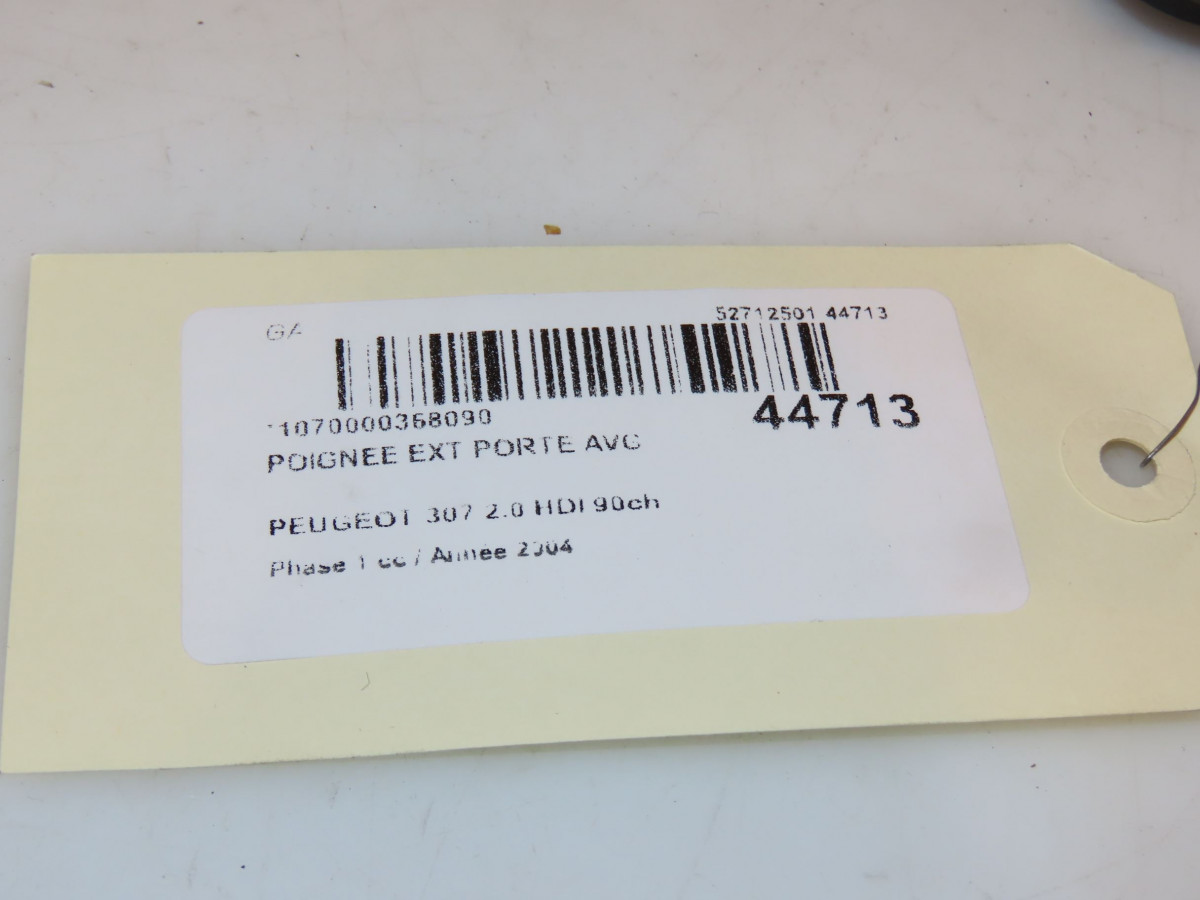 GA
52712501 44713
1070000368090
44713
POIGNEE EXT PORTE AVG
PEUGEOT 307 2.0 HDI 90ch
Phase 1 cc / Année 2004